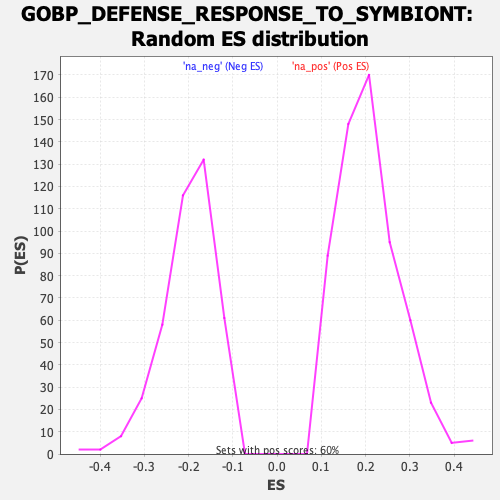 GOBP_DEFENSE_RESPONSE_TO_SYMBIONT:
Random ES distribution
'na_neg' (Neg ES)
'na_pos' (Pos ES)
170
160
150
140
130
120
110
100
90
80
70
60
50
40
30
20
10
0
P(ES)
Sets with pos scores: 60%
-0.4 -0.3 -0.2 -0.1 0.0 0.1 0.2 0.3 0.4
ES